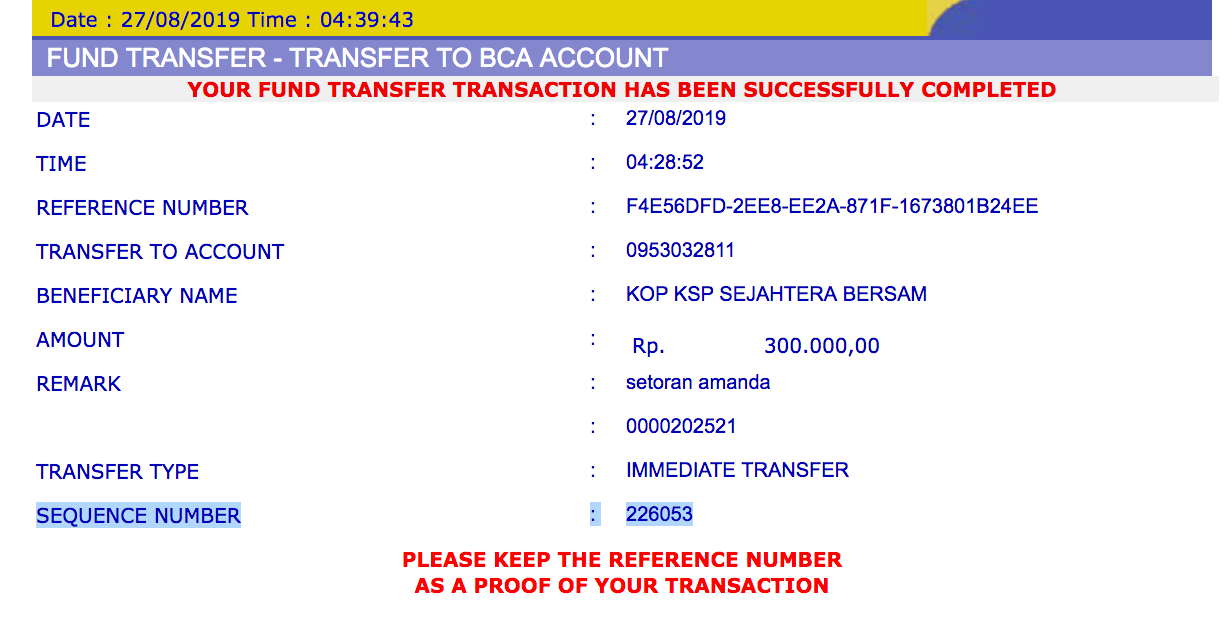 Date : 27/08/2019 Time : 04:39:43
FUND TRANSFER - TRANSFER TO BCA ACCOUNT
YOUR FUND TRANSFER TRANSACTION HAS BEEN SUCCESSFULLY COMPLETED
DATE : 27/08/2019
TIME : 04:28:52
REFERENCE NUMBER : F4E56DFD-2EE8-EE2A-871F-1673801B24EE
TRANSFER TO ACCOUNT : 0953032811
BENEFICIARY NAME : KOP KSP SEJAHTERA BERSAM
AMOUNT : Rp. 300.000,00
REMARK : setoran amanda
: 0000202521
TRANSFER TYPE : IMMEDIATE TRANSFER
SEQUENCE NUMBER : 226053
PLEASE KEEP THE REFERENCE NUMBER
AS A PROOF OF YOUR TRANSACTION